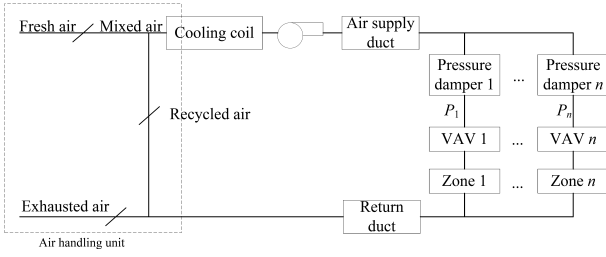 Fresh air
Mixed air
Cooling coil
Air supply
duct
Pressure
damper 1
...
Pressure
damper n
P1
Pn
Recycled air
VAV 1
...
VAV n
Zone 1
...
Zone n
Exhausted air
Return
duct
Air handling unit